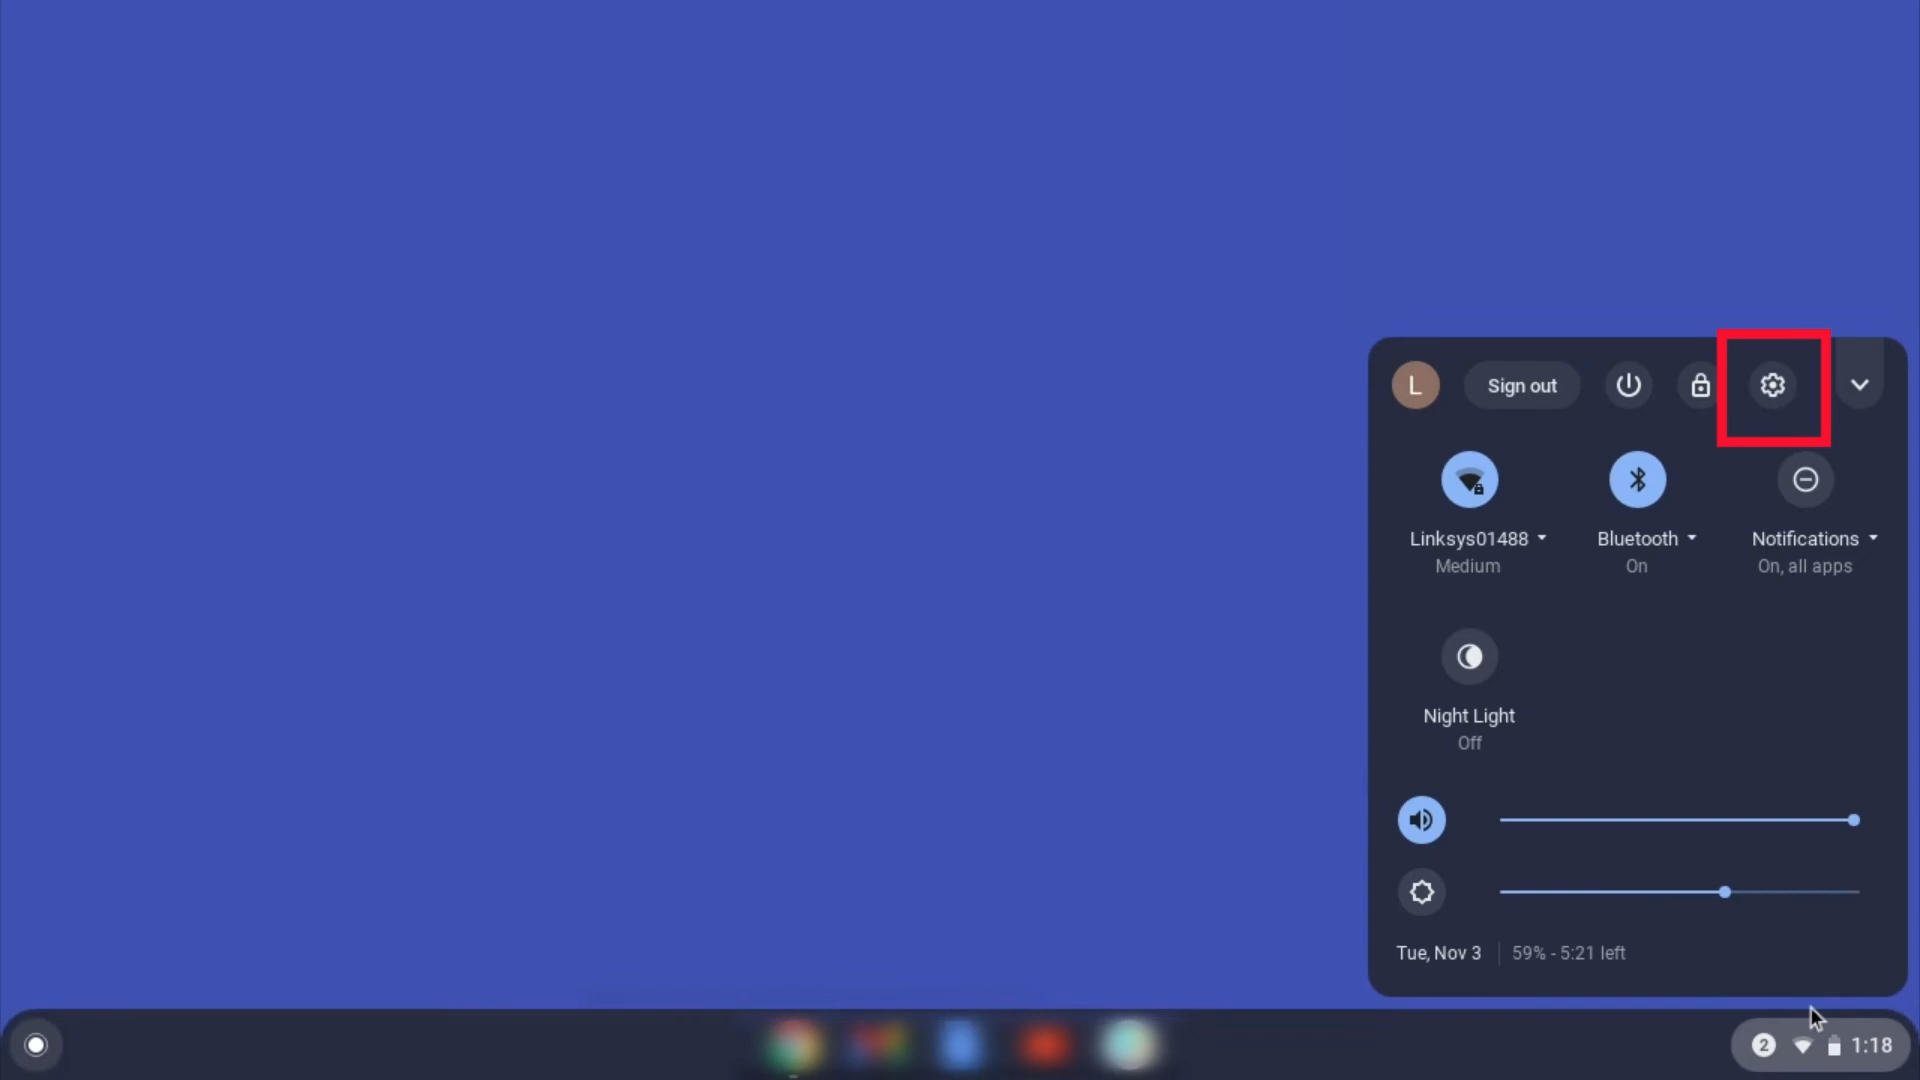 L
Sign out
Linksys01488
Medium
Bluetooth
On
Notifications
On, all apps
Night Light
Off
Tue, Nov 3
59% - 5:21 left
2
1:18